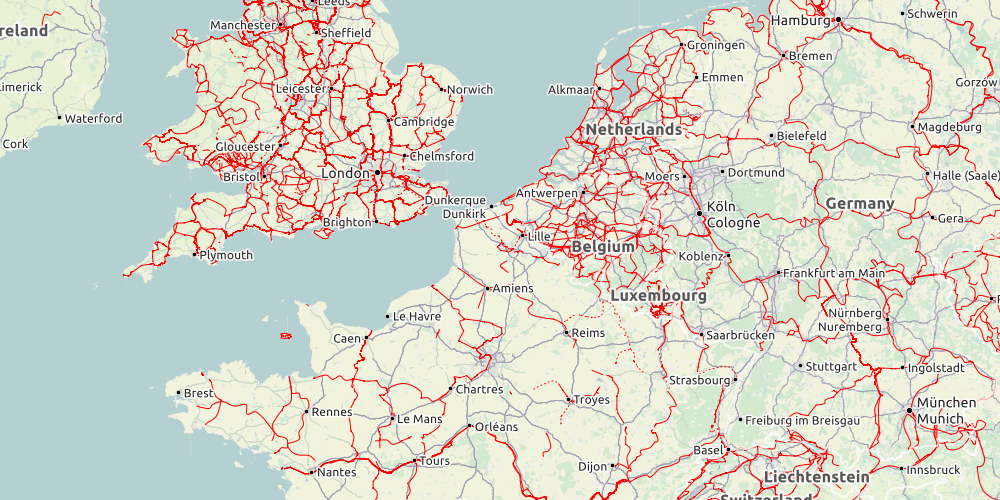 Leeds
Manchester
Sheffield
Hamburg
Schwerin
reland
Groningen
Bremen
Emmen
Gorzów
imerick
Leicester
Norwich
Alkmaar
Waterford
Cambridge
Netherlands
Bielefeld
Magdeburg
Cork
Gloucester
Chelmsford
Bristol
London
Moers
Dortmund
Halle (Saale)
Antwerpen
Dunkerque
Dunkirk
Köln
Cologne
Germany
Gera
Brighton
Lille
Belgium
Plymouth
Koblenz
Frankfurt am Main
Amiens
Luxembourg
Le Havre
Nürnberg
Nuremberg
Caen
Reims
Saarbrücken
Stuttgart
Ingolstadt
Brest
Chartres
Strasbourg
Troyes
München
Munich
Rennes
Le Mans
Orléans
Freiburg im Breisgau
Tours
Basel
Nantes
Dijon
Innsbruck
Liechtenstein
Switzerland